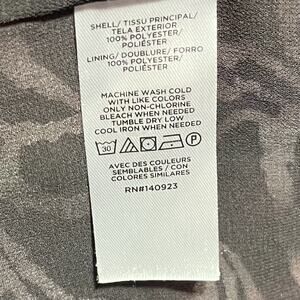 SHELL/ TISSU PRINCIPAL/
TELA EXTERIOR
100% POLYESTER/
POLIÉSTER
LINING/ DOUBLURE/ FORRO
100% POLYESTER/
POLIÉSTER
MACHINE WASH COLD
WITH LIKE COLORS
ONLY NON-CHLORINE
BLEACH WHEN NEEDED
TUMBLE DRY LOW
COOL IRON WHEN NEEDED
30 P
AVEC DES COULEURS
SEMBLABLES / CON
COLORES SIMILARES
RN#140923